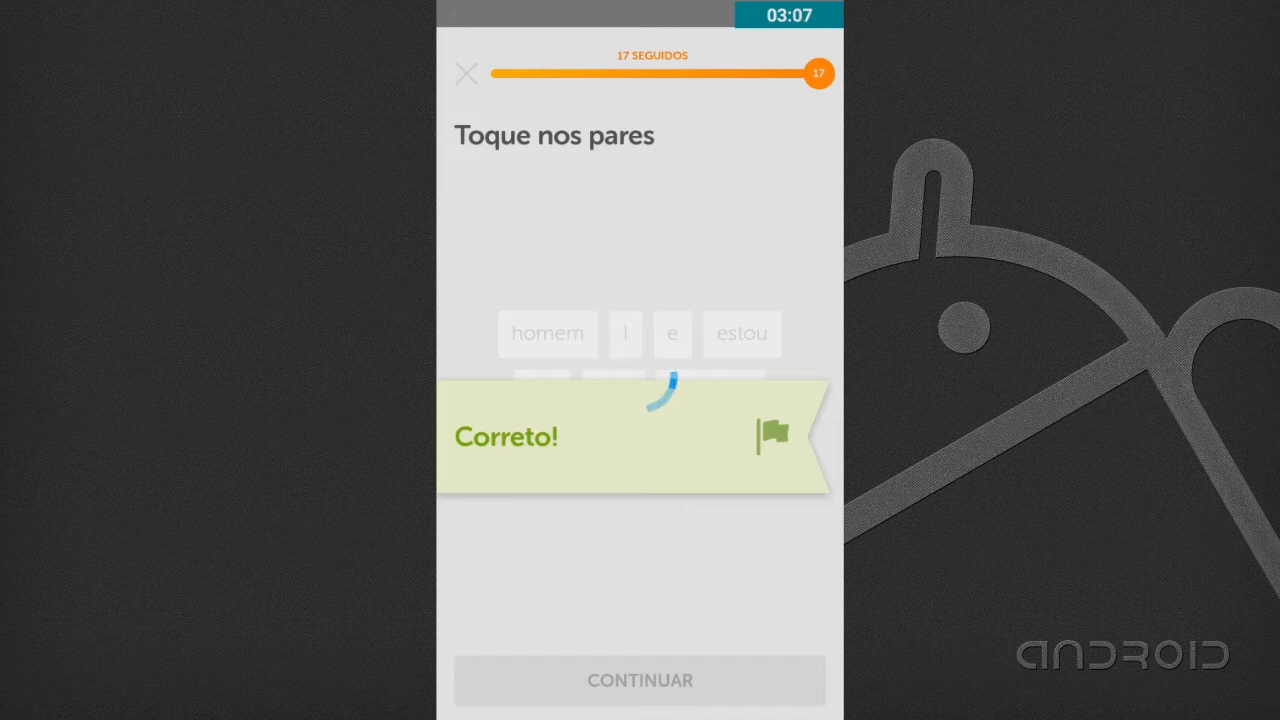 03:07
17 SEGUIDOS
17
Toque nos pares
homem I e estou
Correto!
CONTINUAR
ANDROID